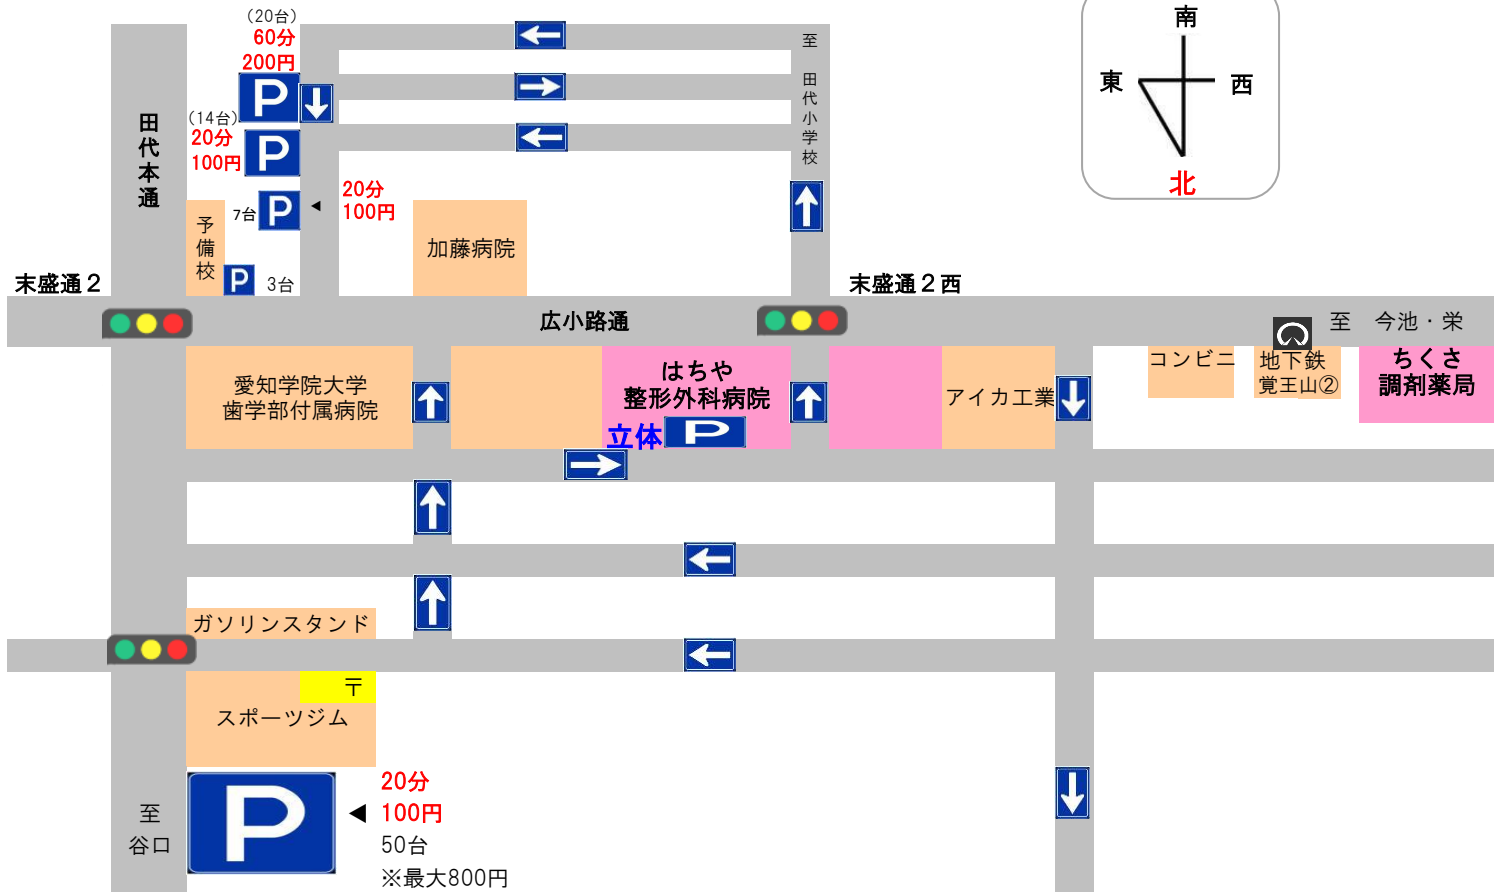 (20台)
60分
200円
P
(14台)
20分
100円
P
7台
P
20分
100円
予備校
P
3台
田代本通
加藤病院
至 田代小学校
南
東
西
北
末盛通2
広小路通
末盛通2西
至 今池・栄
愛知学院大学
歯学部付属病院
はちや
整形外科病院
立体
P
アイカ工業
コンビニ
地下鉄
覚王山②
ちくさ
調剤薬局
ガソリンスタンド
〒
スポーツジム
至
谷口
P
20分
100円
50台
※最大800円